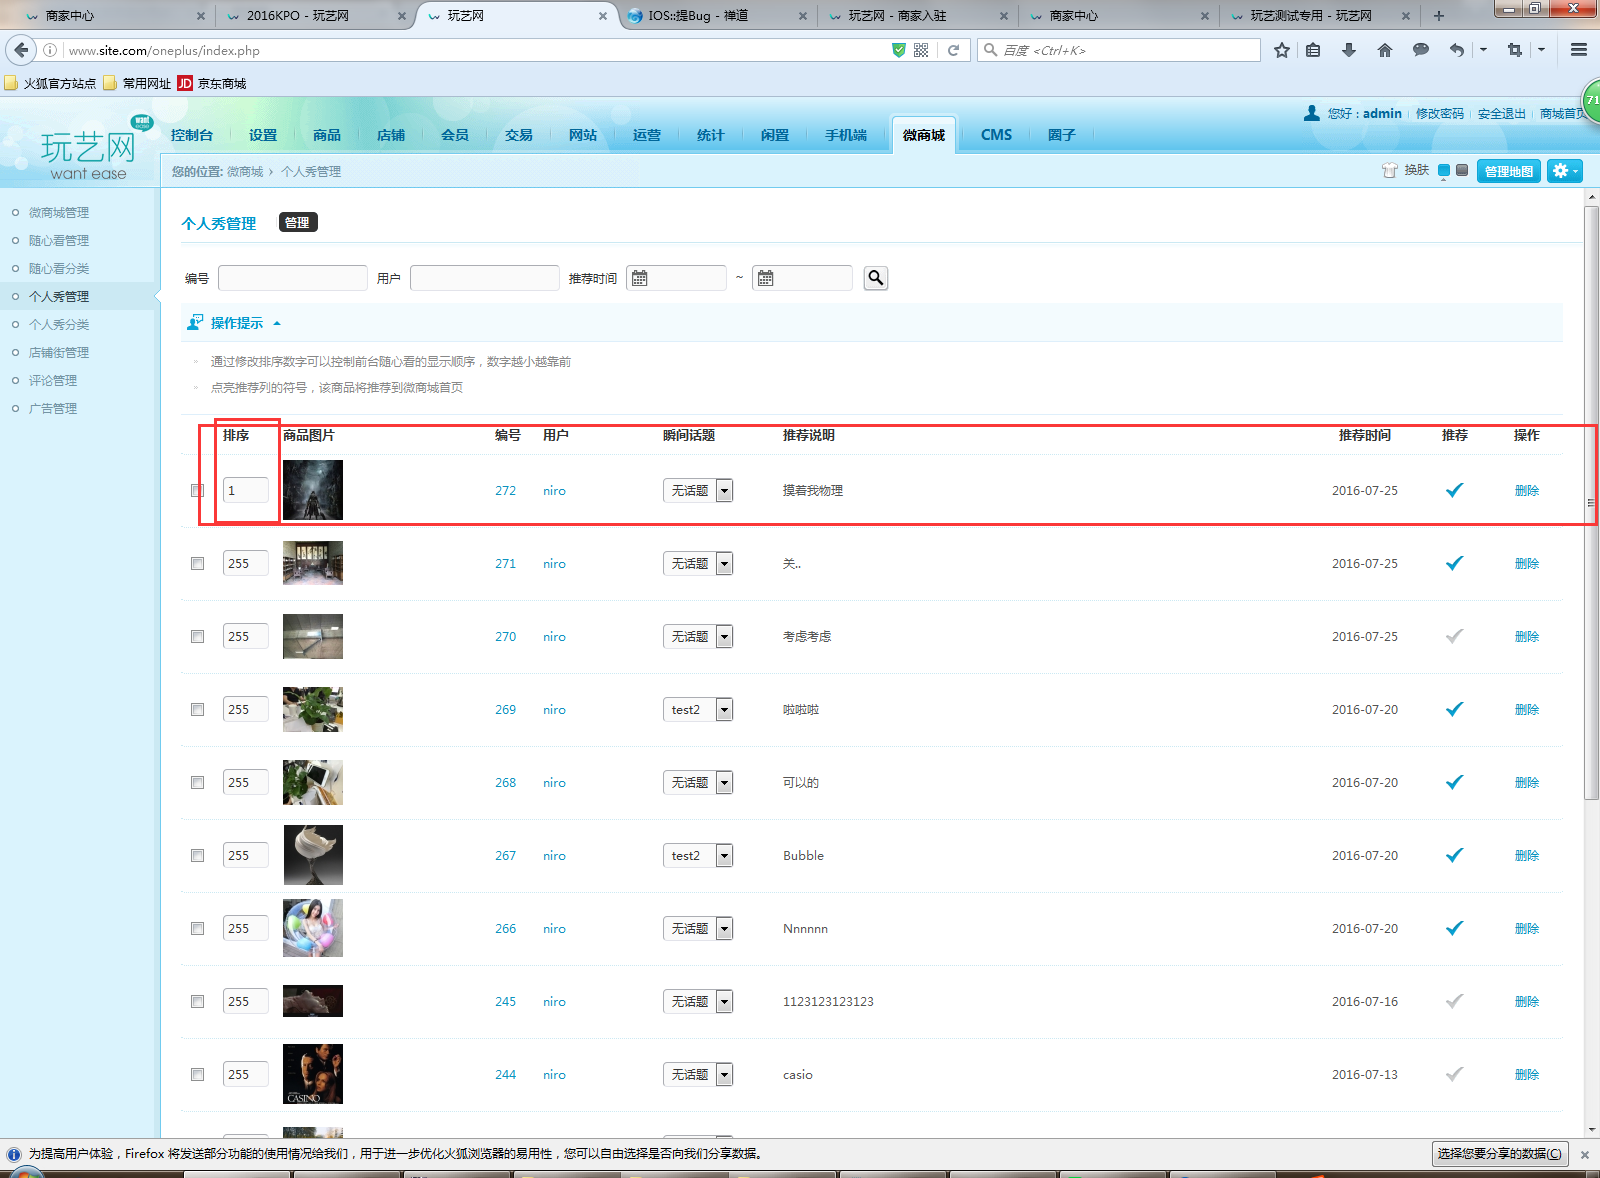 商家中心
2016KPO - 玩艺网
玩艺网
IOS::提Bug - 禅道
玩艺网 - 商家入驻
商家中心
玩艺测试专用 - 玩艺网
www.site.com/oneplus/index.php
百度 <Ctrl+K>
火狐官方站点
常用网址
JD 京东商城
71
玩艺网
want ease
want
控制台
设置
商品
店铺
会员
交易
网站
运营
统计
闲置
手机端
微商城
CMS
圈子
您好：admin
修改密码
安全退出
商城首页
您的位置: 微商城 › 个人秀管理
换肤
管理地图
微商城管理
随心看管理
随心看分类
个人秀管理
个人秀分类
店铺街管理
评论管理
广告管理
个人秀管理 管理
编号
用户
推荐时间
~
操作提示
通过修改排序数字可以控制前台随心看的显示顺序，数字越小越靠前
点亮推荐列的符号，该商品将推荐到微商城首页
排序 商品图片 编号 用户 瞬间话题 推荐说明 推荐时间 推荐 操作
1 272 niro 无话题 摸着我物理 2016-07-25 删除
255 271 niro 无话题 关.. 2016-07-25 删除
255 270 niro 无话题 考虑考虑 2016-07-25 删除
255 269 niro test2 啦啦啦 2016-07-20 删除
255 268 niro 无话题 可以的 2016-07-20 删除
255 267 niro test2 Bubble 2016-07-20 删除
255 266 niro 无话题 Nnnnnn 2016-07-20 删除
255 245 niro 无话题 1123123123123 2016-07-16 删除
255 244 niro 无话题 casio 2016-07-13 删除
CASINO
为提高用户体验，Firefox 将发送部分功能的使用情况给我们，用于进一步优化火狐浏览器的易用性，您可以自由选择是否向我们分享数据。
选择您要分享的数据(C)